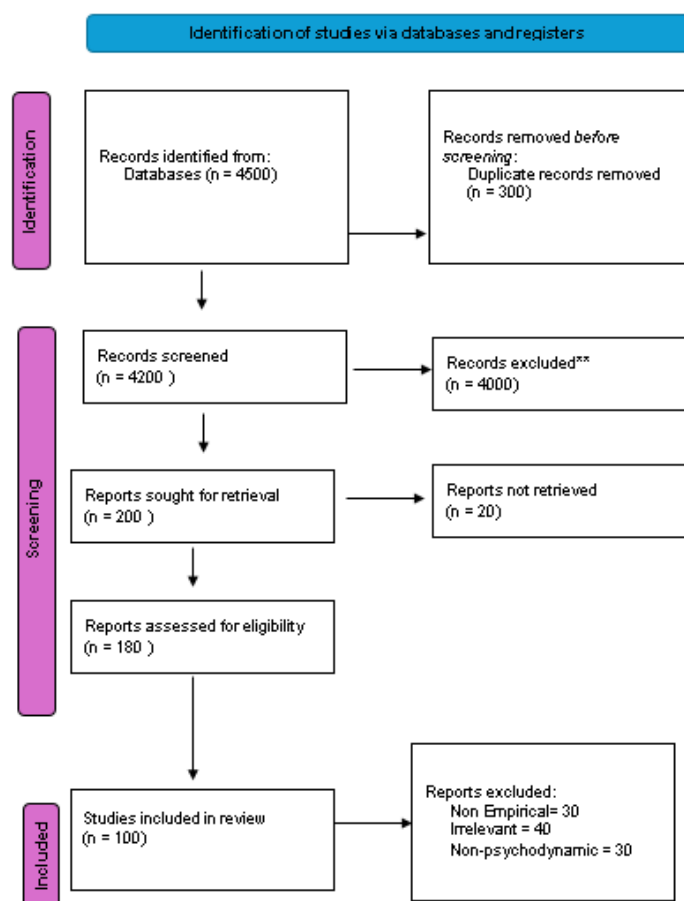 Identification of studies via databases and registers
Identification
Records identified from:
Databases (n = 4500)
Records removed before
screening:
Duplicate records removed
(n = 300)
Screening
Records screened
(n = 4200 )
Records excluded**
(n = 4000)
Reports sought for retrieval
(n = 200 )
Reports not retrieved
(n = 20)
Reports assessed for eligibility
(n = 180 )
Included
Studies included in review
(n = 100)
Reports excluded:
Non Empirical= 30
Irrelevant = 40
Non-psychodynamic = 30